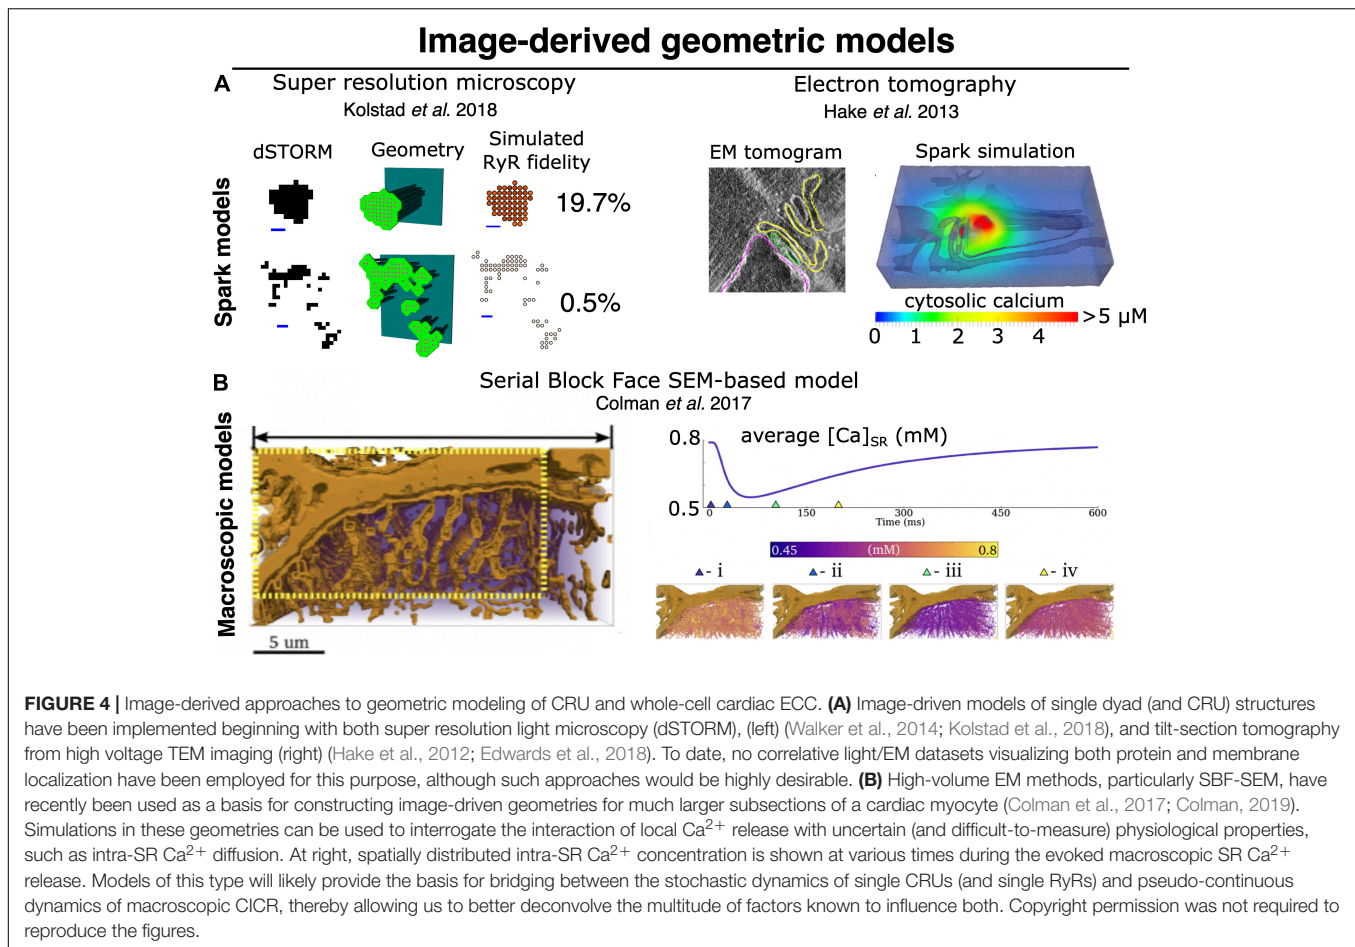 Image-derived geometric models
A
Super resolution microscopy
Kolstad et al. 2018
Electron tomography
Hake et al. 2013
Spark models
dSTORM
Geometry
Simulated
RyR fidelity
19.7%
0.5%
EM tomogram
Spark simulation
cytosolic calcium
>5 µM
0 1 2 3 4
B
Serial Block Face SEM-based model
Colman et al. 2017
Macroscopic models
5 um
0.8
average [Ca]SR (mM)
0.5
0 150 300 450 600
Time (ms)
0.45 (mM) 0.8
- i - ii - iii - iv
FIGURE 4 | Image-derived approaches to geometric modeling of CRU and whole-cell cardiac ECC. (A) Image-driven models of single dyad (and CRU) structures
have been implemented beginning with both super resolution light microscopy (dSTORM), (left) (Walker et al., 2014; Kolstad et al., 2018), and tilt-section tomography
from high voltage TEM imaging (right) (Hake et al., 2012; Edwards et al., 2018). To date, no correlative light/EM datasets visualizing both protein and membrane
localization have been employed for this purpose, although such approaches would be highly desirable. (B) High-volume EM methods, particularly SBF-SEM, have
recently been used as a basis for constructing image-driven geometries for much larger subsections of a cardiac myocyte (Colman et al., 2017; Colman, 2019).
Simulations in these geometries can be used to interrogate the interaction of local Ca2+ release with uncertain (and difficult-to-measure) physiological properties,
such as intra-SR Ca2+ diffusion. At right, spatially distributed intra-SR Ca2+ concentration is shown at various times during the evoked macroscopic SR Ca2+
release. Models of this type will likely provide the basis for bridging between the stochastic dynamics of single CRUs (and single RyRs) and pseudo-continuous
dynamics of macroscopic CICR, thereby allowing us to better deconvolve the multitude of factors known to influence both. Copyright permission was not required to
reproduce the figures.